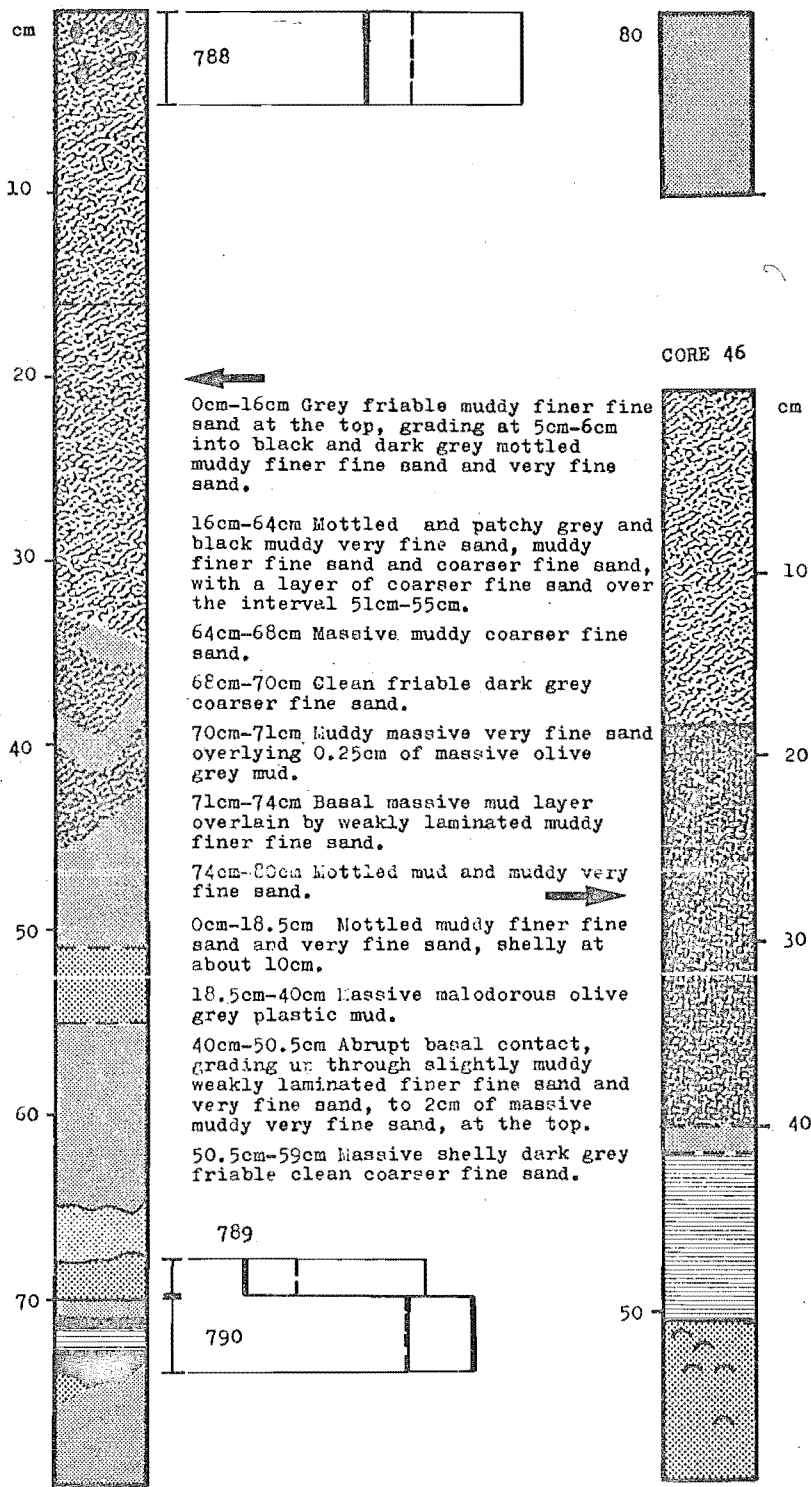 cm
788
80
10
20
CORE 46
cm
0cm-16cm Grey friable muddy finer fine
sand at the top, grading at 5cm-6cm
into black and dark grey mottled
muddy finer fine sand and very fine
sand.
16cm-64cm Mottled and patchy grey and
black muddy very fine sand, muddy
finer fine sand and coarser fine sand,
with a layer of coarser fine sand over
the interval 51cm-55cm.
64cm-68cm Massive muddy coarser fine
sand.
68cm-70cm Clean friable dark grey
coarser fine sand.
70cm-71cm Muddy massive very fine sand
overlying 0.25cm of massive olive
grey mud.
71cm-74cm Basal massive mud layer
overlain by weakly laminated muddy
finer fine sand.
74cm-80cm Mottled mud and muddy very
fine sand.
0cm-18.5cm Mottled muddy finer fine
sand and very fine sand, shelly at
about 10cm.
18.5cm-40cm Massive malodorous olive
grey plastic mud.
40cm-50.5cm Abrupt basal contact,
grading up through slightly muddy
weakly laminated finer fine sand and
very fine sand, to 2cm of massive
muddy very fine sand, at the top.
50.5cm-59cm Massive shelly dark grey
friable clean coarser fine sand.
30
40
50
60
70
10
20
30
40
50
789
790